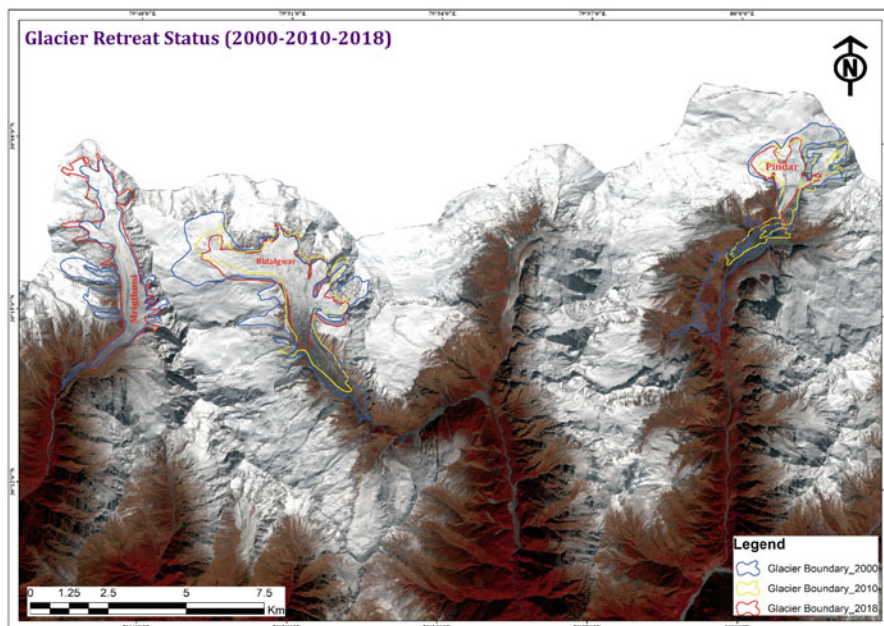 Glacier Retreat Status (2000-2010-2018)
N
Pindar
Bidalgwar
Mrigthuni
Legend
Glacier Boundary_2000
Glacier Boundary_2010
Glacier Boundary_2018
0 1.25 2.5 5 7.5
Km